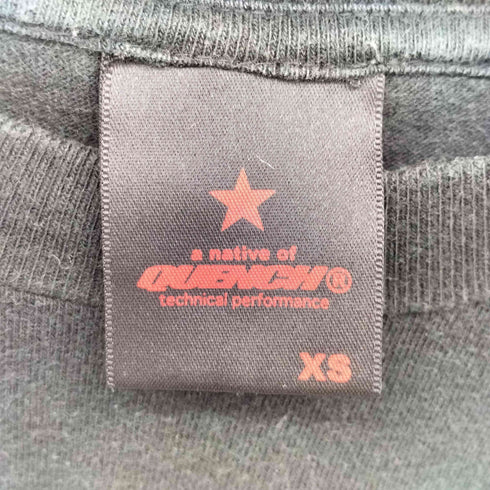 a native of
QUENCH®
technical performance
XS